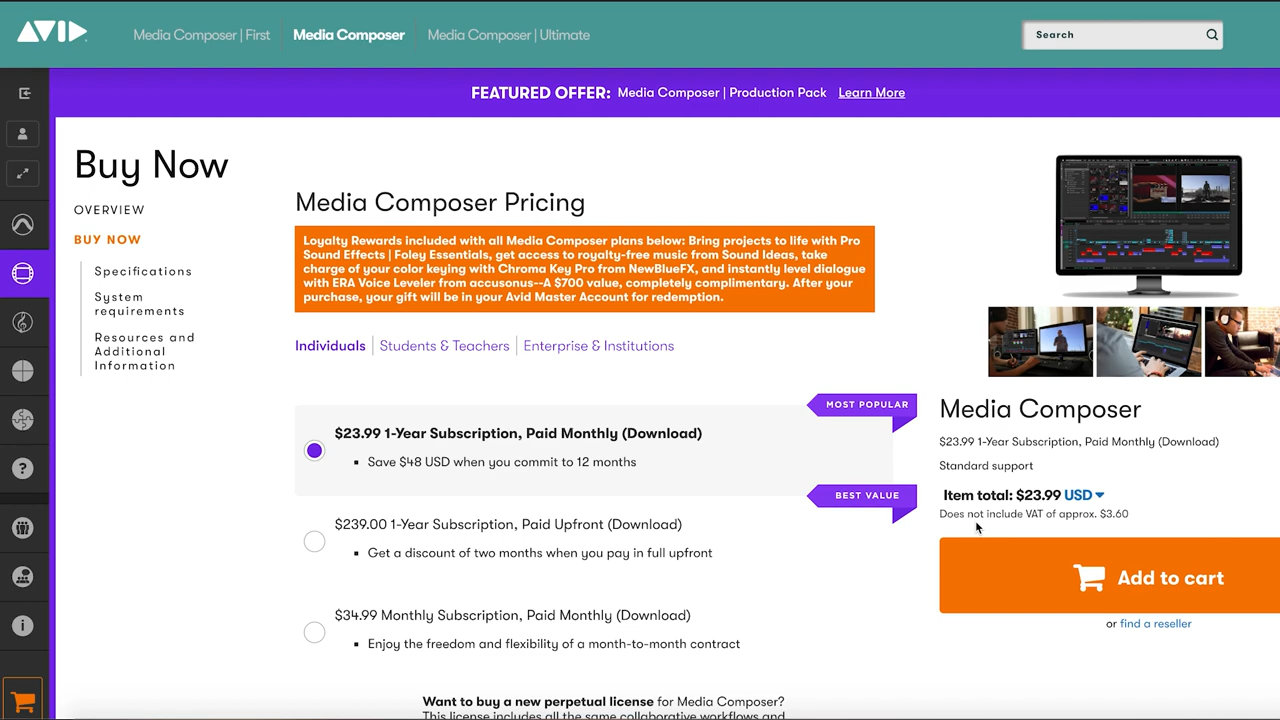 AVID
Media Composer | First
Media Composer
Media Composer | Ultimate
Search
FEATURED OFFER: Media Composer | Production Pack Learn More
Buy Now
OVERVIEW
BUY NOW
Specifications
System
requirements
Resources and
Additional
Information
Media Composer Pricing
Loyalty Rewards included with all Media Composer plans below: Bring projects to life with Pro
Sound Effects | Foley Essentials, get access to royalty-free music from Sound Ideas, take
charge of your color keying with Chroma Key Pro from NewBlueFX, and instantly level dialogue
with ERA Voice Leveler from accusonus--A $700 value, completely complimentary. After your
purchase, your gift will be in your Avid Master Account for redemption.
Individuals | Students & Teachers | Enterprise & Institutions
MOST POPULAR
$23.99 1-Year Subscription, Paid Monthly (Download)
▪ Save $48 USD when you commit to 12 months
BEST VALUE
$239.00 1-Year Subscription, Paid Upfront (Download)
▪ Get a discount of two months when you pay in full upfront
$34.99 Monthly Subscription, Paid Monthly (Download)
▪ Enjoy the freedom and flexibility of a month-to-month contract
Want to buy a new perpetual license for Media Composer?
This license includes all the same collaborative workflows and
Media Composer
$23.99 1-Year Subscription, Paid Monthly (Download)
Standard support
Item total: $23.99 USD
Does not include VAT of approx. $3.60
Add to cart
or find a reseller